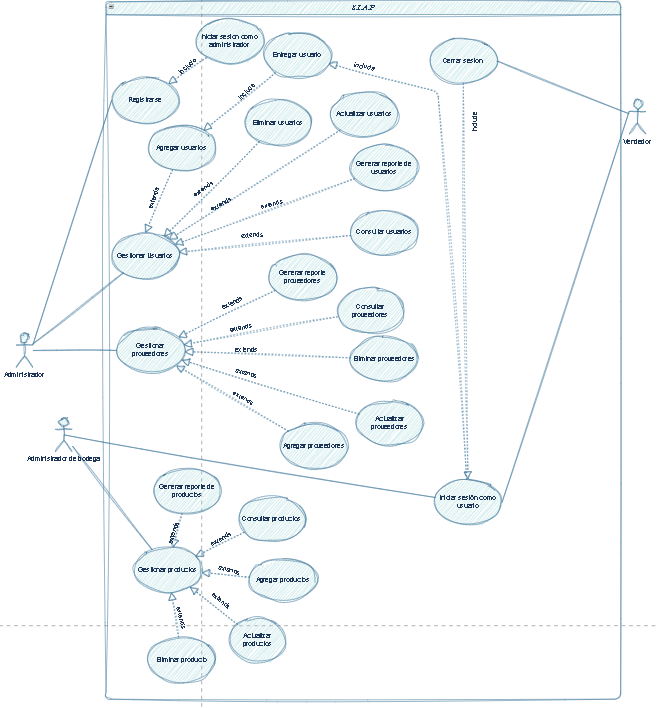 S.I.A.P
Iniciar sesion como
administrador
Entregar usuario
Cerrar sesion
include
include
include
include
Registrarse
Eliminar usuarios
Actualizar usuarios
Vendedor
Agregar usuarios
Generar reporte de
usuarios
extends
extends
extends
extends
Consultar usuarios
extends
Gestionar Usuarios
Generar reporte
proveedores
extends
Consultar
proveedores
extends
Gestionar
proveedores
extends
Eliminar proveedores
Administrador
extends
extends
Actualizar
proveedores
Agregar proveedores
Administrador de bodega
Generar reporte de
productos
Iniciar sesión como
usuario
Consultar productos
extends
extends
Gestionar productos
extends
Agregar productos
extends
extends
Actualizar
productos
Eliminar producto